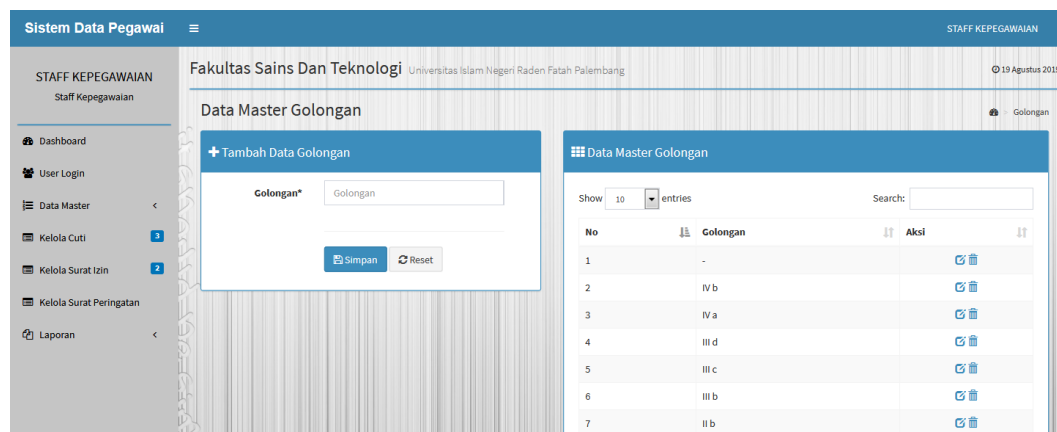 Sistem Data Pegawai
STAFF KEPEGAWAIAN
STAFF KEPEGAWAIAN
Staff Kepegawaian
Dashboard
User Login
Data Master
Kelola Cuti 3
Kelola Surat Izin 2
Kelola Surat Peringatan
Laporan
Fakultas Sains Dan Teknologi Universitas Islam Negeri Raden Fatah Palembang
19 Agustus 201
Data Master Golongan
> Golongan
Tambah Data Golongan
Golongan* Golongan
Simpan Reset
Data Master Golongan
Show 10 entries Search:
No Golongan Aksi
1 -
2 IV b
3 IV a
4 III d
5 III c
6 III b
7 II b